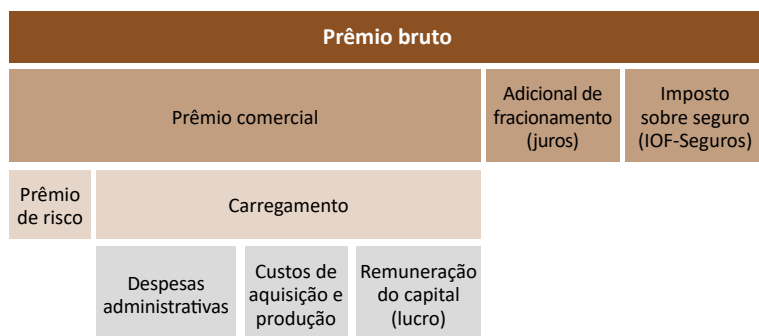 Prêmio bruto
Prêmio comercial
Adicional de
fracionamento
(juros)
Imposto
sobre seguro
(IOF-Seguros)
Prêmio
de risco
Carregamento
Despesas
administrativas
Custos de
aquisição e
produção
Remuneração
do capital
(lucro)